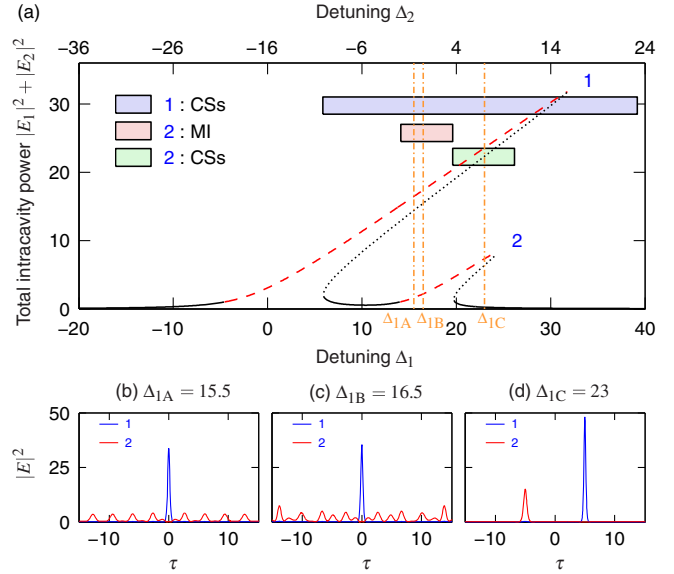 (a)
Detuning Δ₂
−36 −26 −16 −6 4 14 24
Total intracavity power |E₁|² + |E₂|²
30
20
10
0
1 : CSs
2 : MI
2 : CSs
1
2
Δ₁A Δ₁B Δ₁C
−20 −10 0 10 20 30 40
Detuning Δ₁
(b) Δ₁A = 15.5 (c) Δ₁B = 16.5 (d) Δ₁C = 23
|E|²
50
25
0
1
2
1
2
1
2
−10 0 10 −10 0 10 −10 0 10
τ τ τ